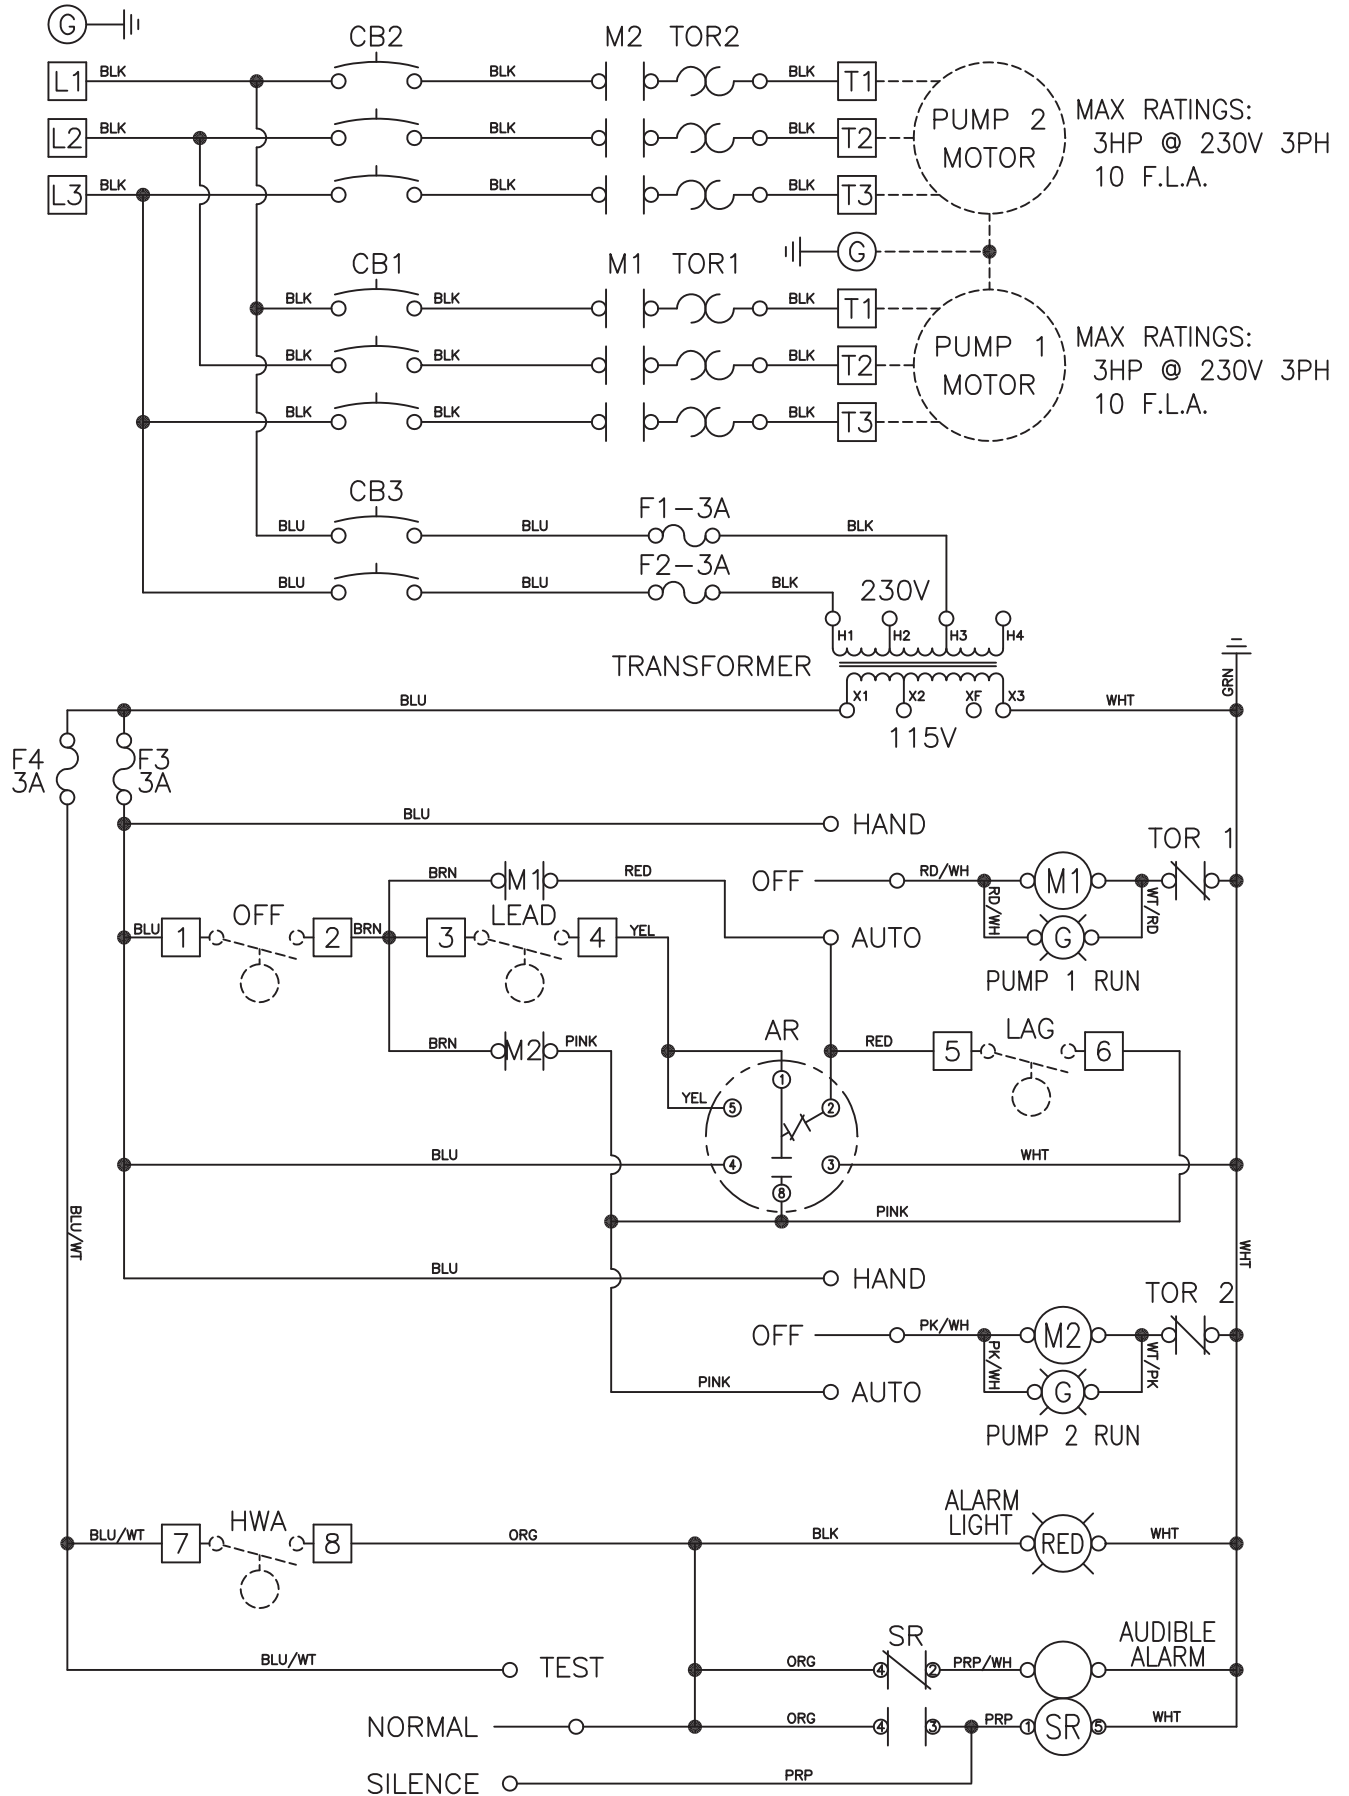 G
CB2 M2 TOR2
L1 BLK BLK BLK T1
L2 BLK BLK BLK T2
L3 BLK BLK BLK T3
PUMP 2
MOTOR
MAX RATINGS:
3HP @ 230V 3PH
10 F.L.A.
G
CB1 M1 TOR1
BLK BLK BLK T1
BLK BLK BLK T2
BLK BLK BLK T3
PUMP 1
MOTOR
MAX RATINGS:
3HP @ 230V 3PH
10 F.L.A.
CB3 F1-3A
BLU BLU BLK
F2-3A
BLU BLU BLK
230V
H1 H2 H3 H4
TRANSFORMER
X1 X2 XF X3
115V
BLU WHT GRN
F4
3A
F3
3A
BLU HAND
TOR 1
BRN M1 RED OFF RD/WH M1
RD/WH WT/RD
BLU 1 OFF 2 BRN 3 LEAD 4 YEL AUTO G
PUMP 1 RUN
BRN M2 PINK AR RED 5 LAG 6
1
YEL 5 2
BLU 4 3 WHT
8
PINK
BLU/WT
WHT
BLU HAND
TOR 2
OFF PK/WH M2
PK/WH WT/PK
PINK AUTO G
PUMP 2 RUN
ALARM
LIGHT
BLU/WT 7 HWA 8 ORG BLK RED WHT
AUDIBLE
ALARM
SR
BLU/WT TEST ORG 4 2 PRP/WH
NORMAL ORG 4 3 PRP 1 SR 5 WHT
SILENCE PRP